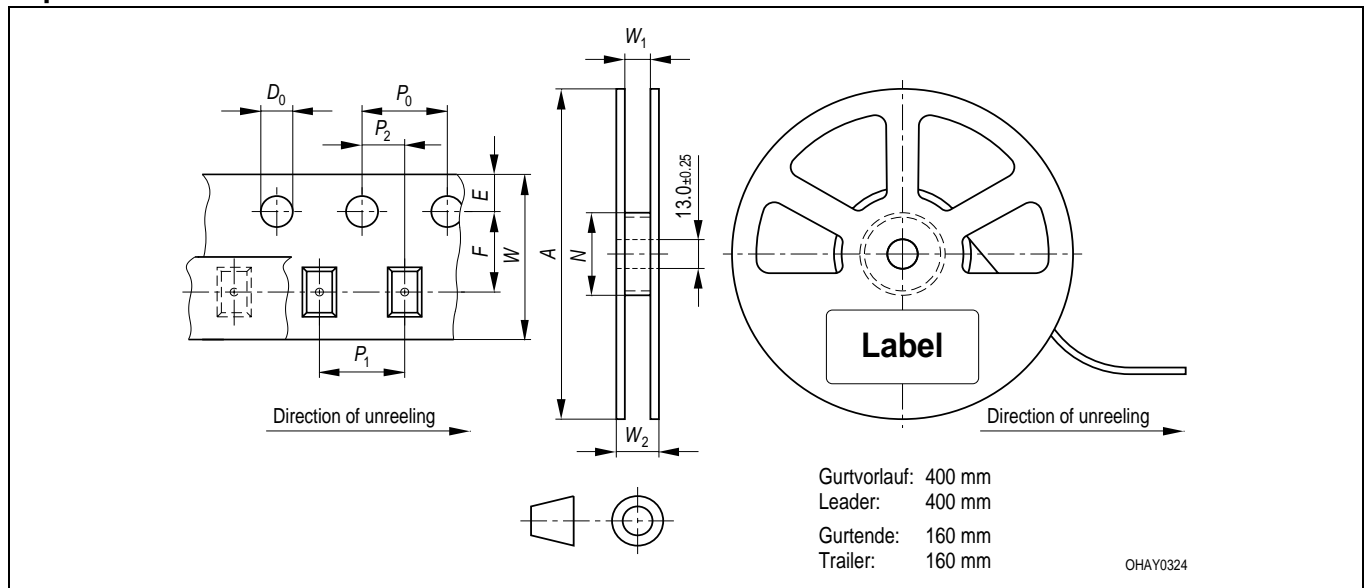 W₁
D₀
P₀
P₂
E
F
W
A
N
13.0±0.25
P₁
W₂
Label
Direction of unreeling
Direction of unreeling
Gurtvorlauf: 400 mm
Leader: 400 mm
Gurtende: 160 mm
Trailer: 160 mm
OHAY0324